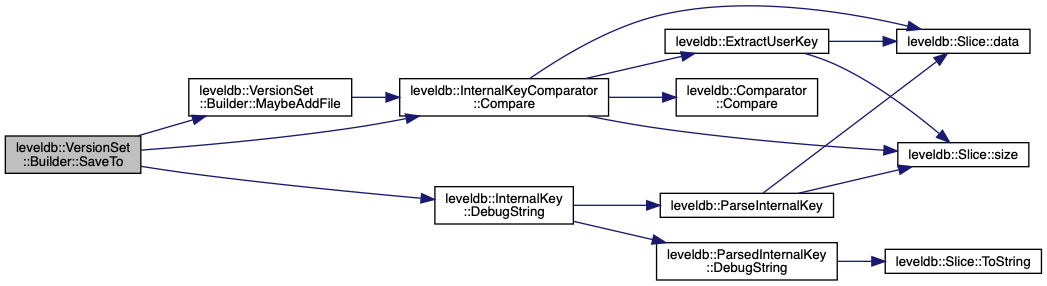 leveldb::VersionSet
::Builder::SaveTo
leveldb::VersionSet
::Builder::MaybeAddFile
leveldb::InternalKeyComparator
::Compare
leveldb::ExtractUserKey
leveldb::Slice::data
leveldb::Comparator
::Compare
leveldb::Slice::size
leveldb::InternalKey
::DebugString
leveldb::ParseInternalKey
leveldb::ParsedInternalKey
::DebugString
leveldb::Slice::ToString